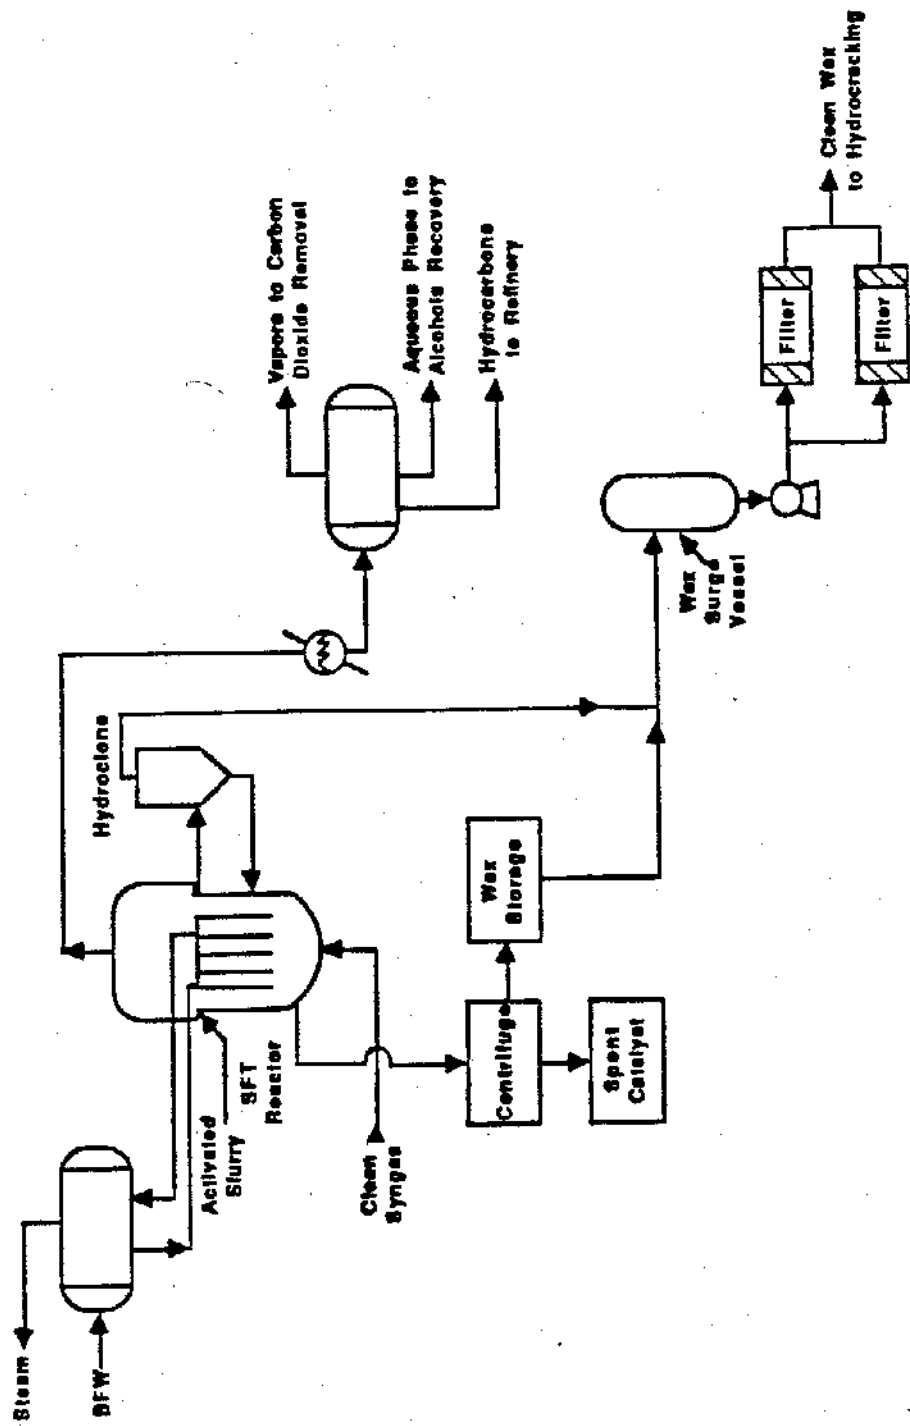 Steam
BFW
Activated
Slurry
SFT
Reactor
Clean
Syngas
Hydroclone
Centrifuge
Spent
Catalyst
Wax
Storage
Vapors to Carbon
Dioxide Removal
Aqueous Phase to
Alcohols Recovery
Hydrocarbons
to Refinery
Wax
Surge
Vessel
Filter
Filter
Clean Wax
to Hydrocracking